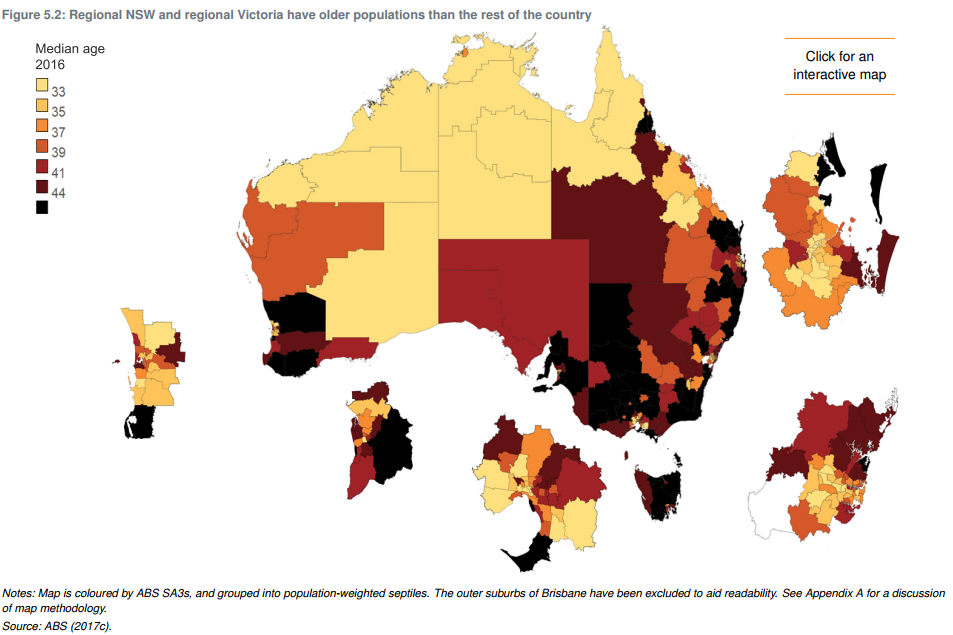 Figure 5.2: Regional NSW and regional Victoria have older populations than the rest of the country
Median age
2016
33
35
37
39
41
44
Click for an
interactive map
Notes: Map is coloured by ABS SA3s, and grouped into population-weighted septiles. The outer suburbs of Brisbane have been excluded to aid readability. See Appendix A for a discussion
of map methodology.
Source: ABS (2017c).